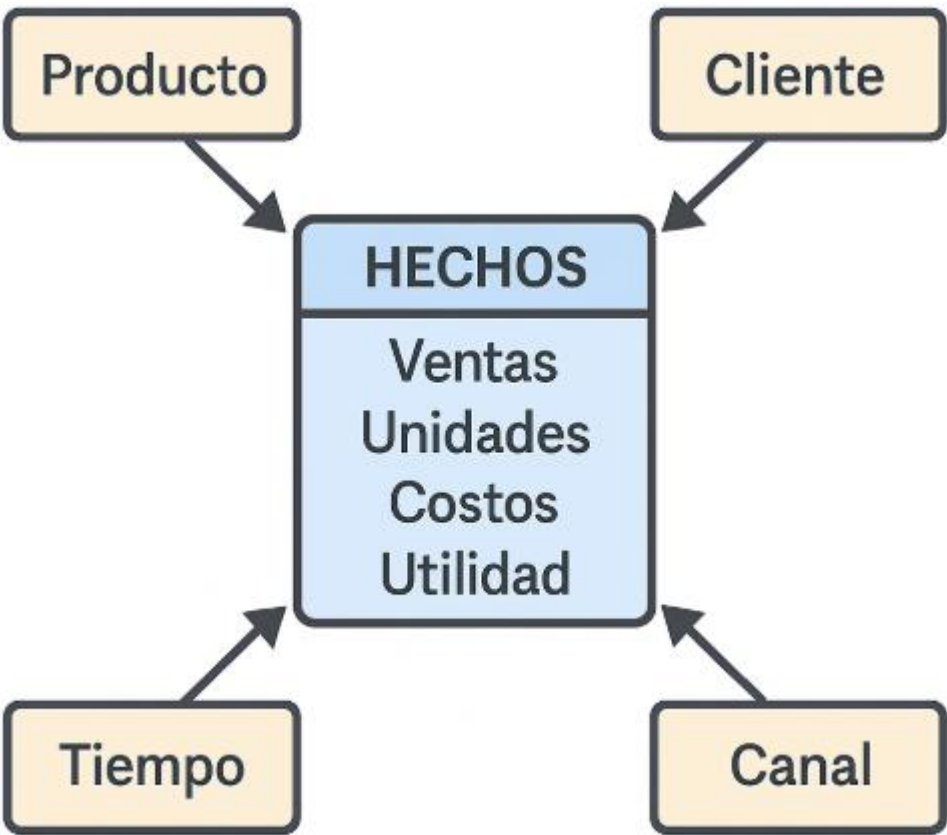 Producto
Cliente
HECHOS
Ventas
Unidades
Costos
Utilidad
Tiempo
Canal